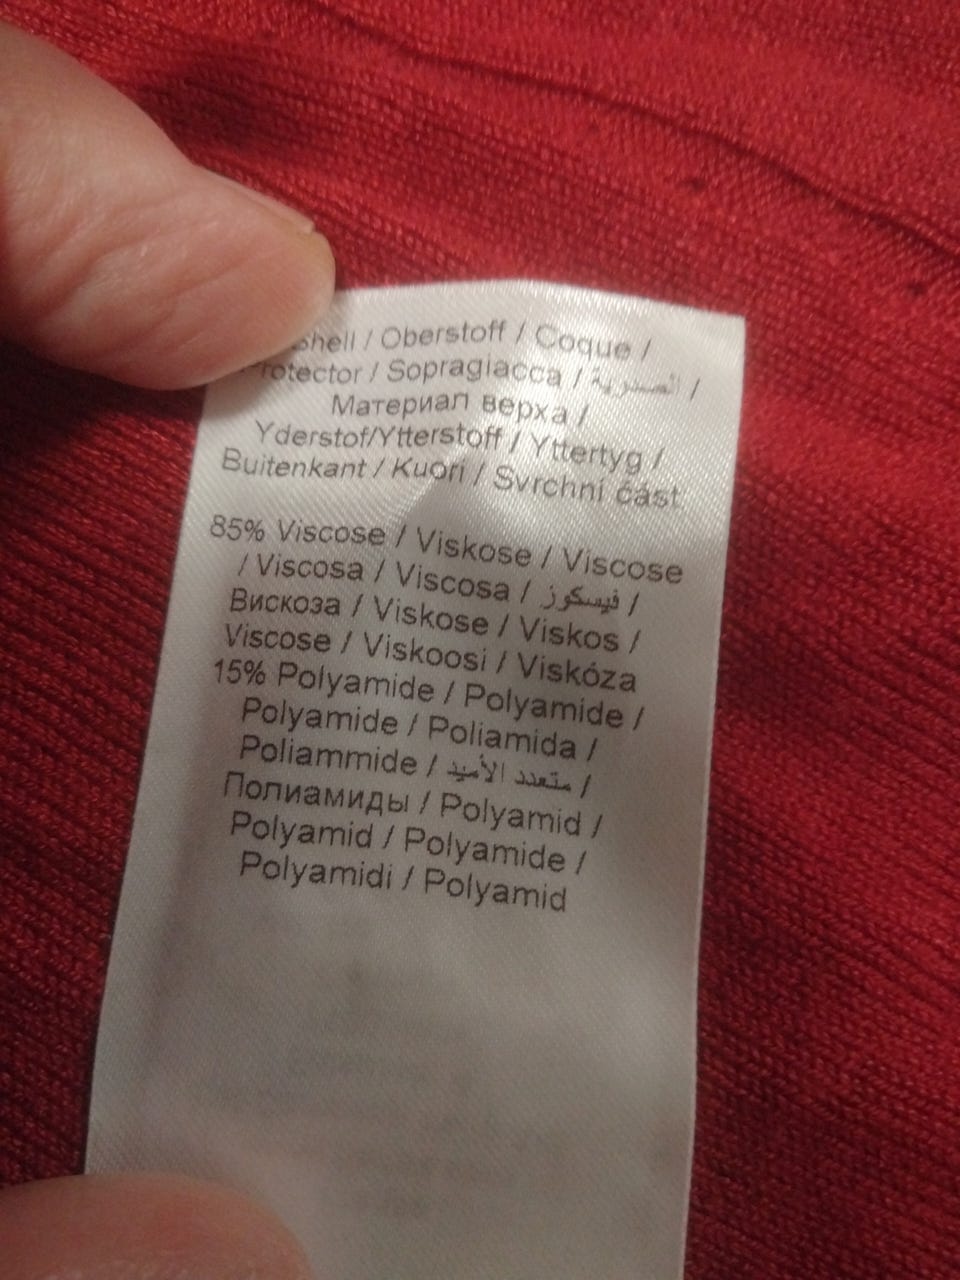 Shell / Oberstoff / Coque /
Protector / Sopragiacca / الصدرية /
Материал верха /
Yderstof/Ytterstoff / Yttertyg /
Buitenkant / Kuori / Svrchní část
85% Viscose / Viskose / Viscose
/ Viscosa / Viscosa / فيسكوز /
Вискоза / Viskose / Viskos /
Viscose / Viskoosi / Viskóza
15% Polyamide / Polyamide /
Polyamide / Poliamida /
Poliammide / متعدد الأميد /
Полиамиды / Polyamid /
Polyamid / Polyamide /
Polyamidi / Polyamid